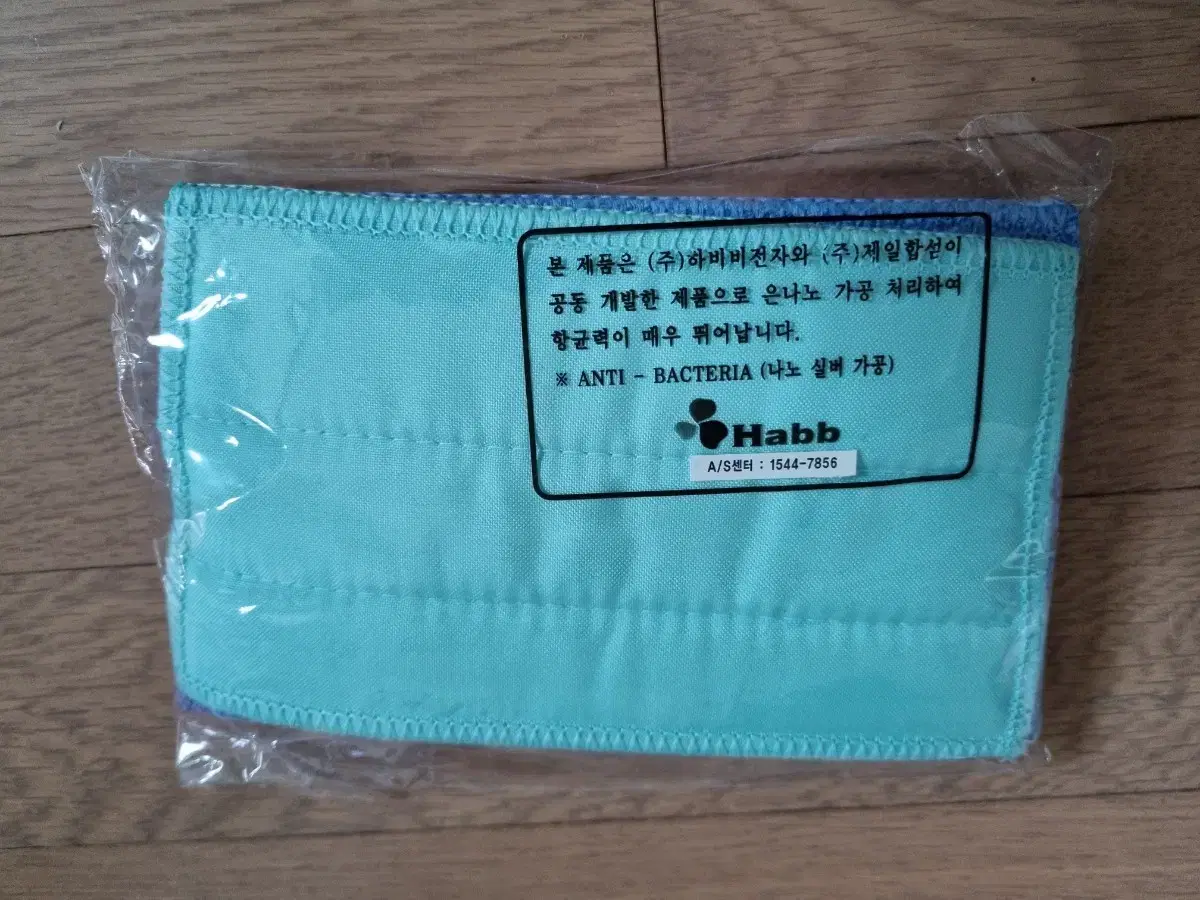 본 제품은 (주)하비비전자와 (주)제일합섬이
공동 개발한 제품으로 은나노 가공 처리하여
항균력이 매우 뛰어납니다.
※ ANTI - BACTERIA (나노 실버 가공)
Habb
A/S센터 : 1544-7856